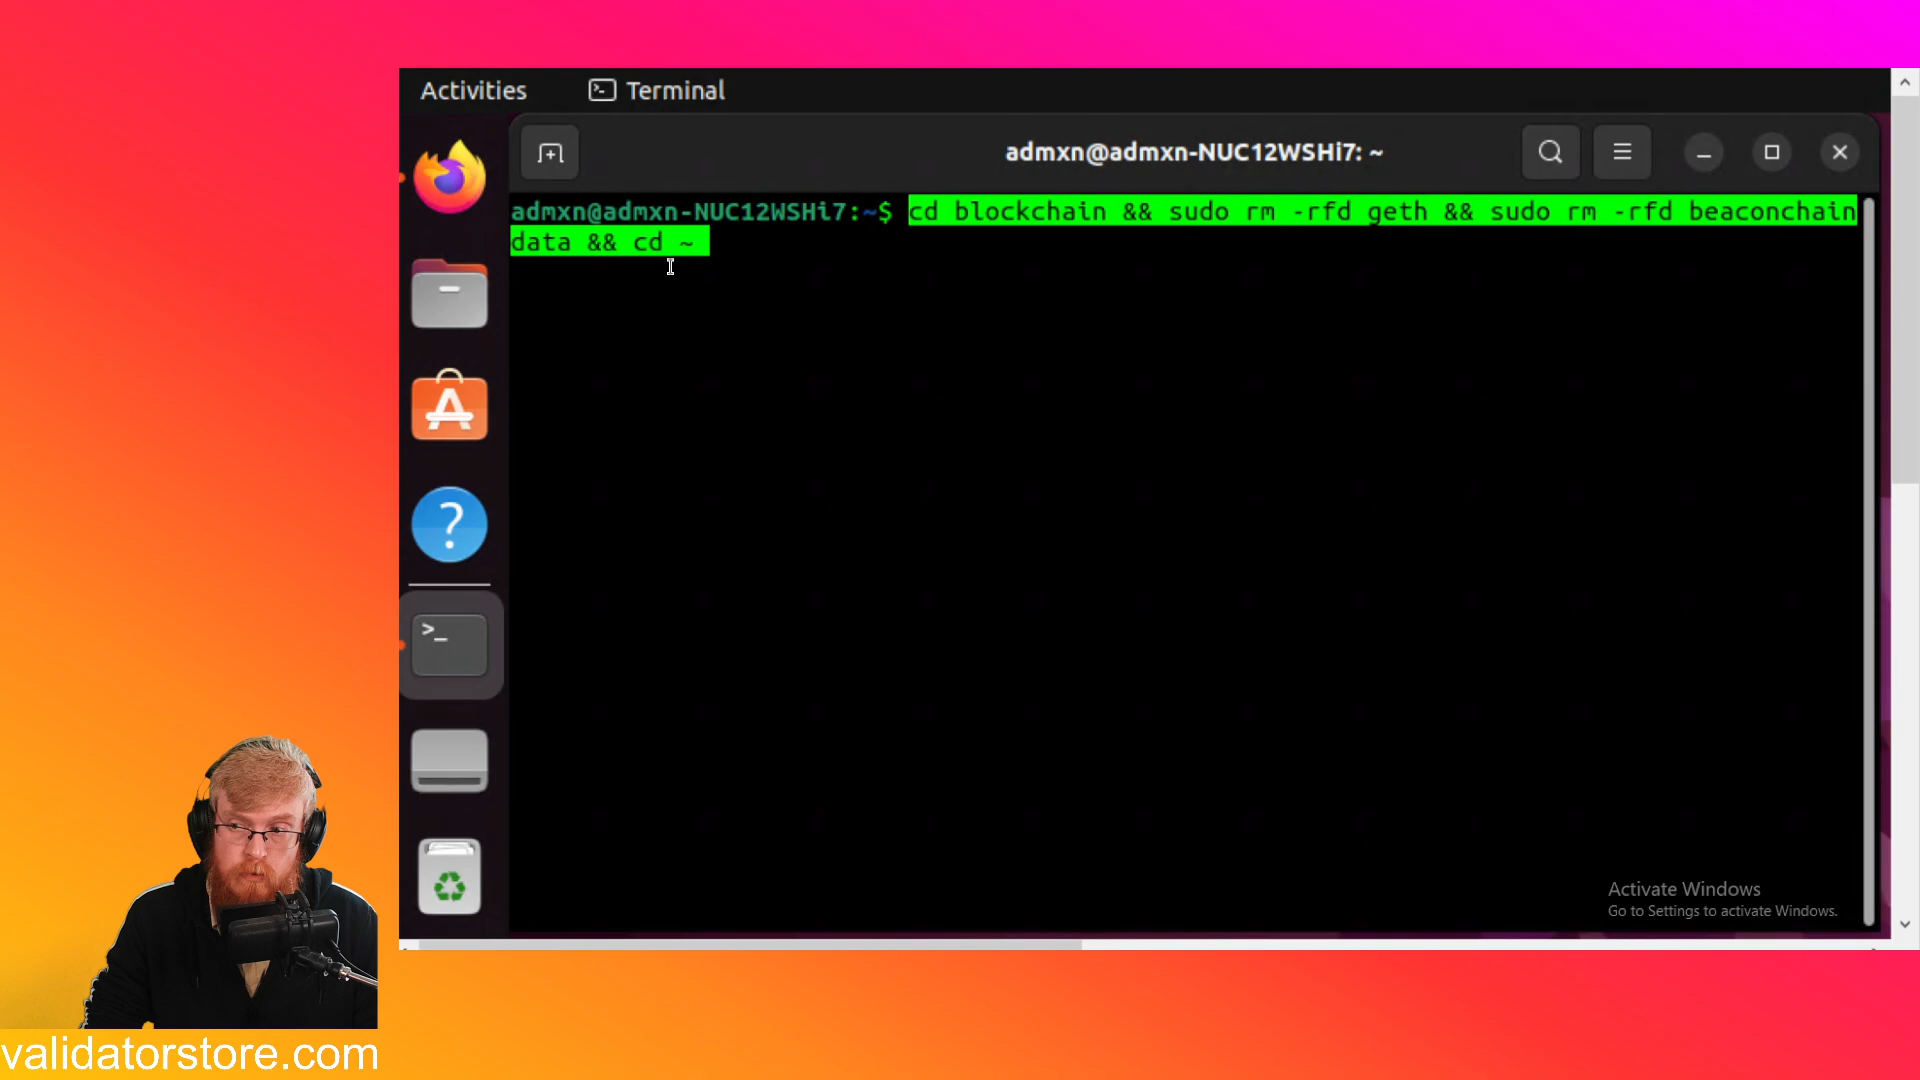 Activities
Terminal
admxn@admxn-NUC12WSHi7: ~
admxn@admxn-NUC12WSHi7:~$ cd blockchain && sudo rm -rfd geth && sudo rm -rfd beaconchain
data && cd ~
Activate Windows
Go to Settings to activate Windows.
validatorstore.com